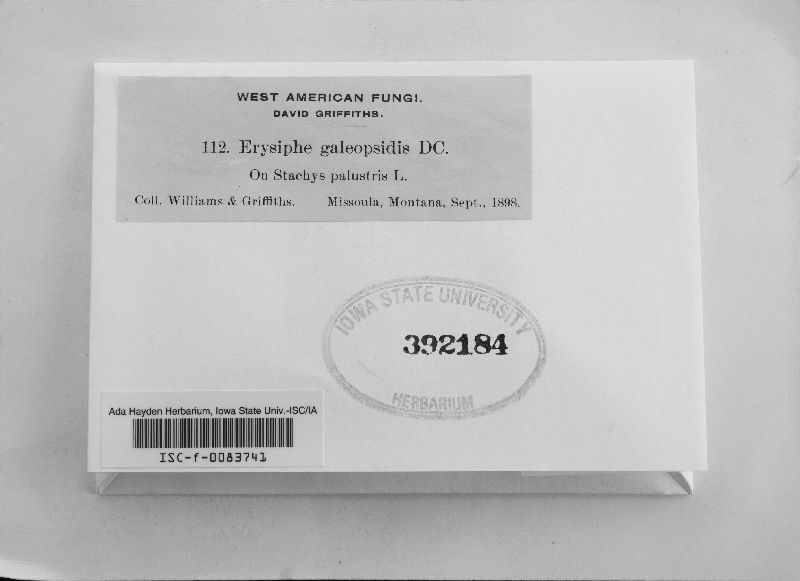 WEST AMERICAN FUNGI.
DAVID GRIFFITHS.
112. Erysiphe galeopsidis DC.
On Stachys palustris L.
Coll. Williams & Griffiths. Missoula, Montana, Sept., 1898.
IOWA STATE UNIVERSITY
392184
HERBARIUM
Ada Hayden Herbarium, Iowa State Univ.-ISC/IA
ISC-f-0083741